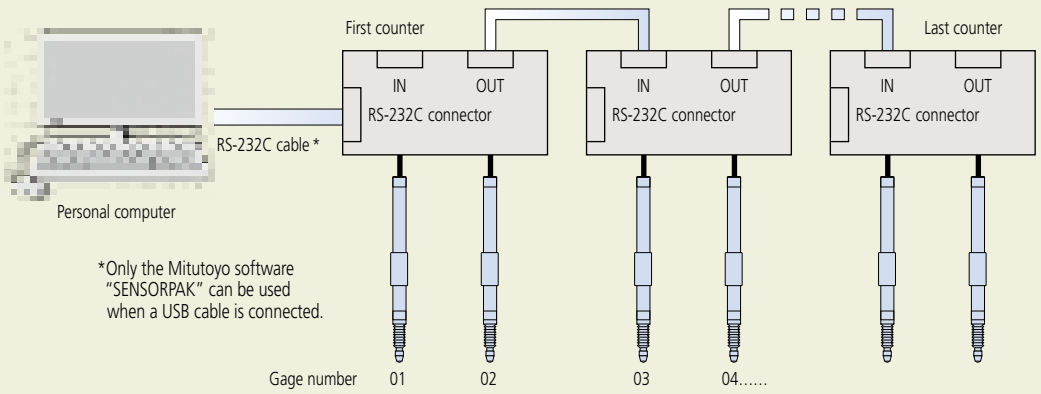 First counter
Last counter
IN OUT
IN OUT
IN OUT
RS-232C connector
RS-232C connector
RS-232C connector
RS-232C cable *
Personal computer
*Only the Mitutoyo software
“SENSORPAK” can be used
when a USB cable is connected.
Gage number 01 02 03 04......